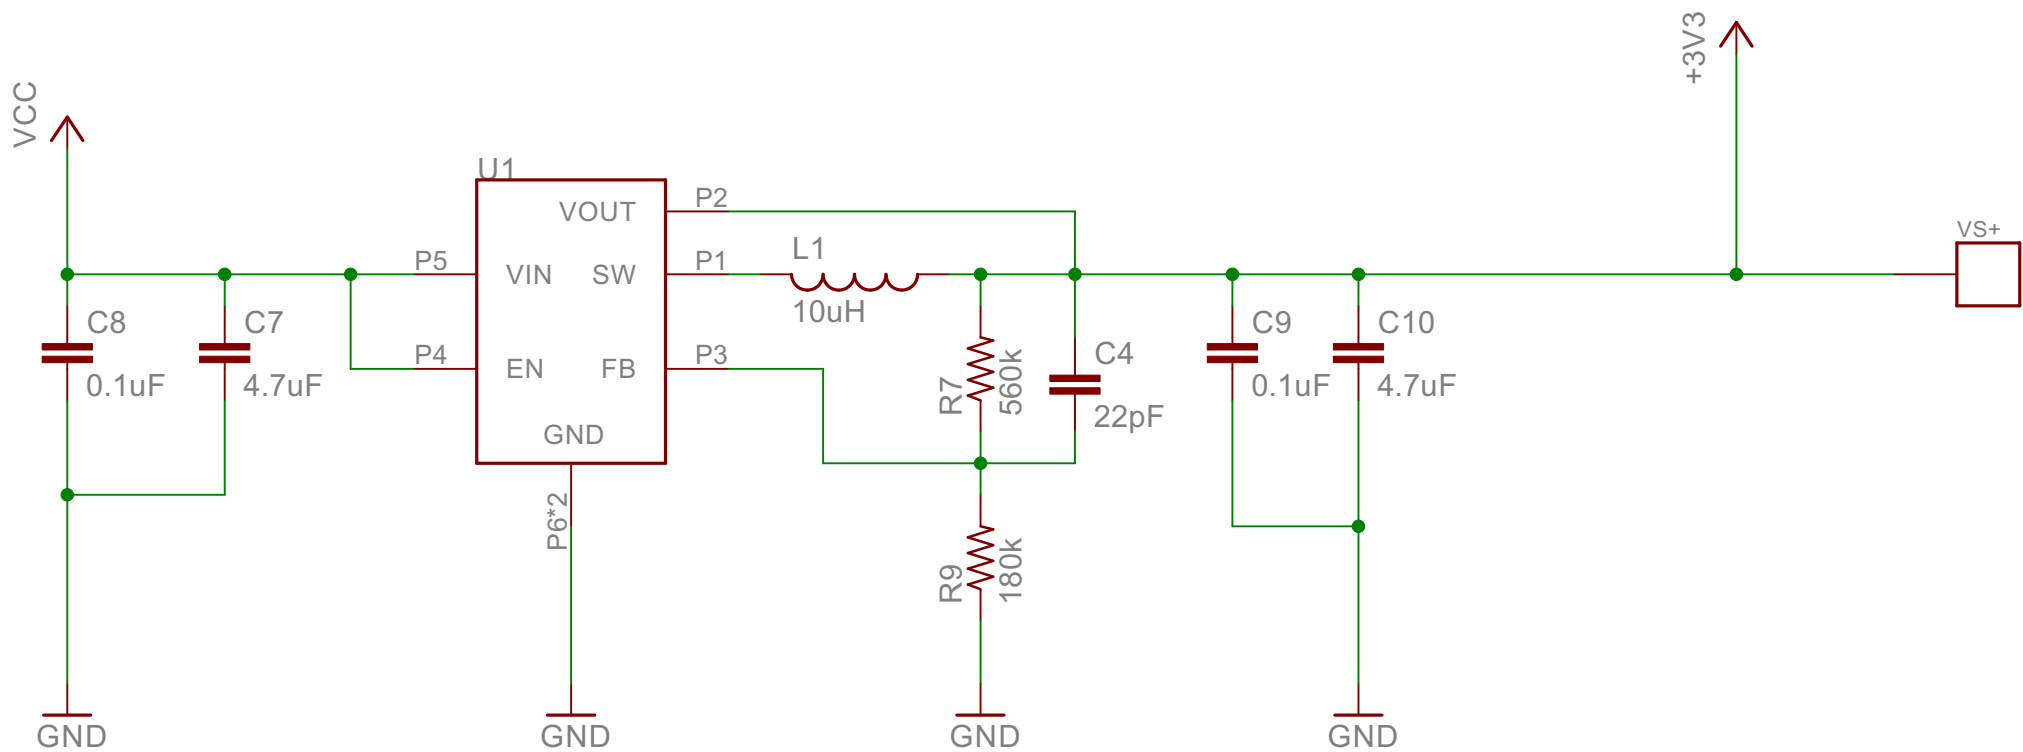 +3V3
VCC
U1
VOUT
P2
VS+
P5
VIN
SW
P1
L1
10uH
C8
0.1uF
C7
4.7uF
P4
EN
FB
P3
R7
560k
C4
22pF
C9
0.1uF
C10
4.7uF
GND
P6*2
R9
180k
GND
GND
GND
GND